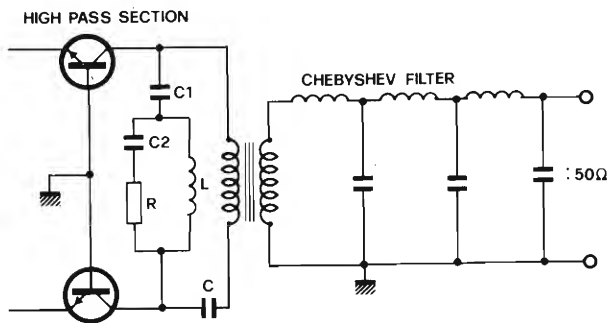 HIGH PASS SECTION
CHEBYSHEV FILTER
C1
C2
L
R
:50Ω
C